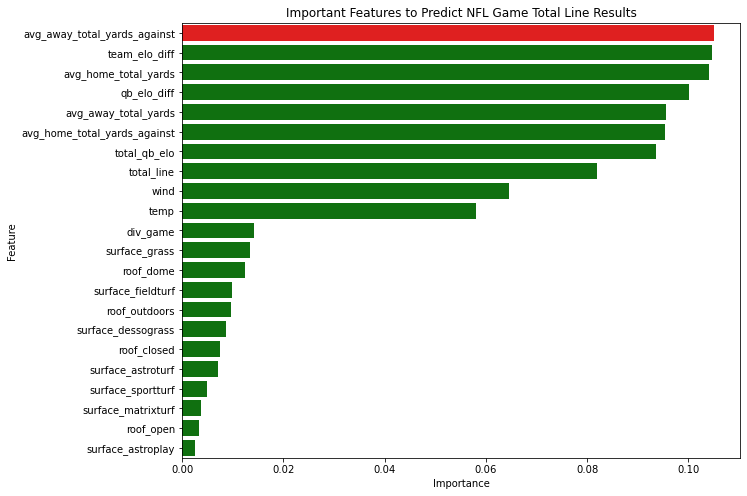 Important Features to Predict NFL Game Total Line Results
avg_away_total_yards_against
team_elo_diff
avg_home_total_yards
qb_elo_diff
avg_away_total_yards
avg_home_total_yards_against
total_qb_elo
total_line
wind
temp
div_game
surface_grass
roof_dome
surface_fieldturf
roof_outdoors
surface_dessograss
roof_closed
surface_astroturf
surface_sportturf
surface_matrixturf
roof_open
surface_astroplay
Feature
0.00 0.02 0.04 0.06 0.08 0.10
Importance